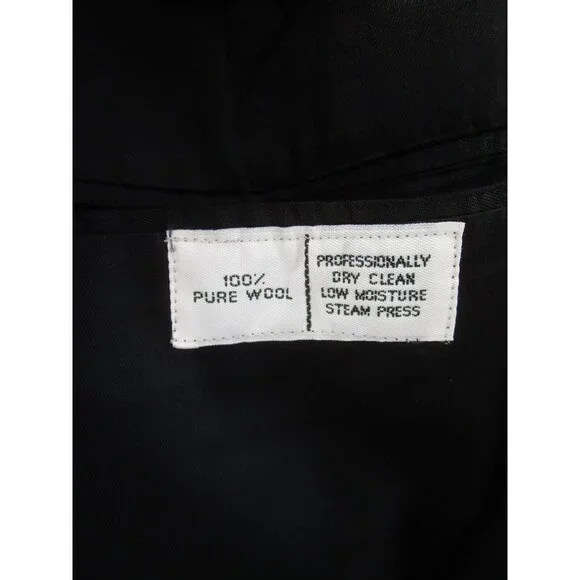 100%
PURE WOOL
PROFESSIONALLY
DRY CLEAN
LOW MOISTURE
STEAM PRESS